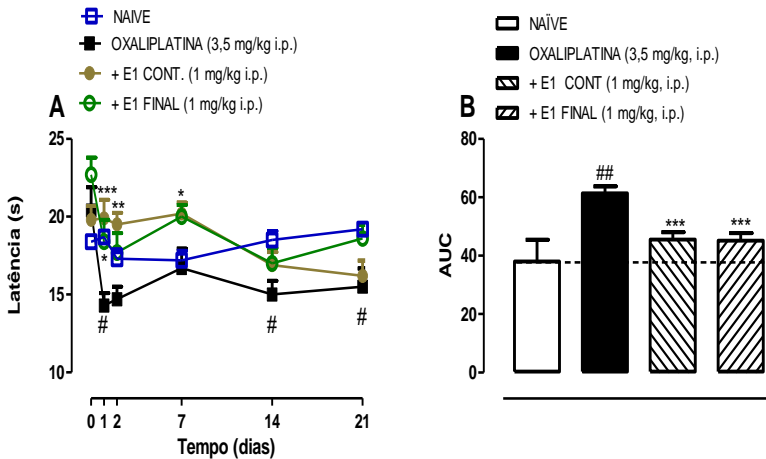 NAIVE
OXALIPLATINA (3,5 mg/kg i.p.)
+ E1 CONT. (1 mg/kg i.p.)
+ E1 FINAL (1 mg/kg i.p.)
A
25
20
15
10
Latência (s)
***
**
*
*
#
#
#
0 1 2 7 14 21
Tempo (dias)
NAÏVE
OXALIPLATINA (3,5 mg/kg, i.p.)
+ E1 CONT (1 mg/kg, i.p.)
+ E1 FINAL (1 mg/kg, i.p.)
B
80
60
40
20
0
AUC
##
***
***